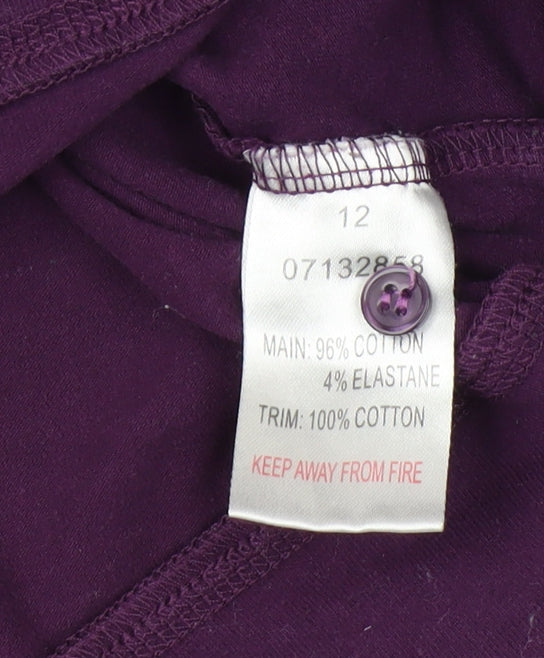 12
07132858
MAIN: 96% COTTON
4% ELASTANE
TRIM: 100% COTTON
KEEP AWAY FROM FIRE